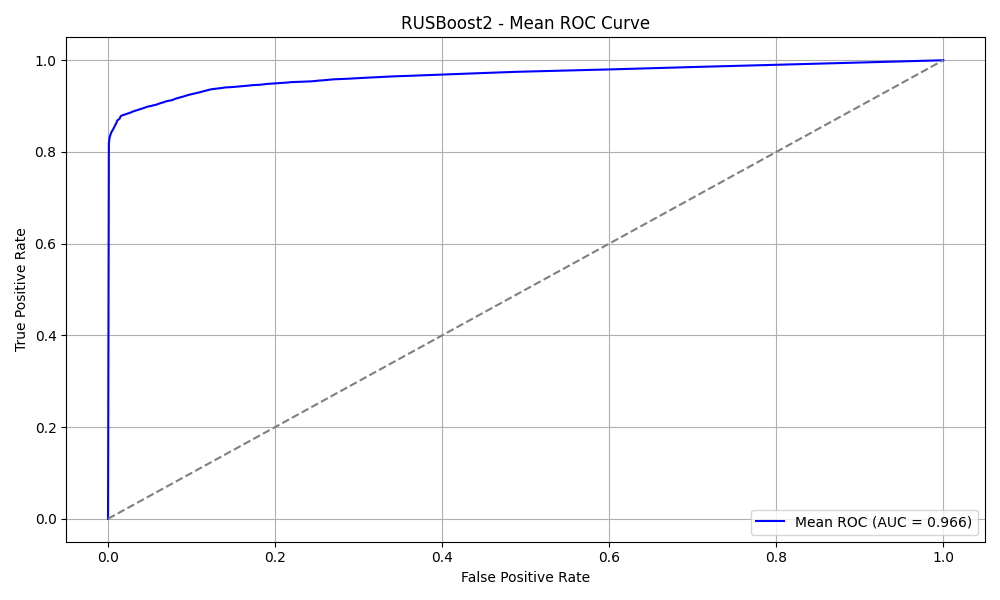 RUSBoost2 - Mean ROC Curve
True Positive Rate
1.0
0.8
0.6
0.4
0.2
0.0
0.0 0.2 0.4 0.6 0.8 1.0
False Positive Rate
Mean ROC (AUC = 0.966)